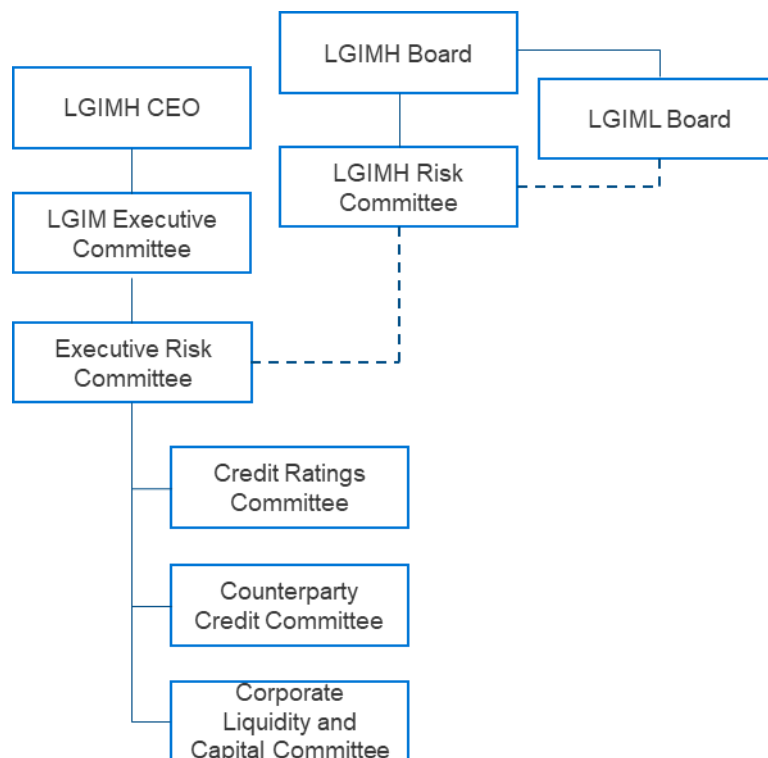 LGIMH Board
LGIMH CEO
LGIML Board
LGIMH Risk
Committee
LGIM Executive
Committee
Executive Risk
Committee
Credit Ratings
Committee
Counterparty
Credit Committee
Corporate
Liquidity and
Capital Committee